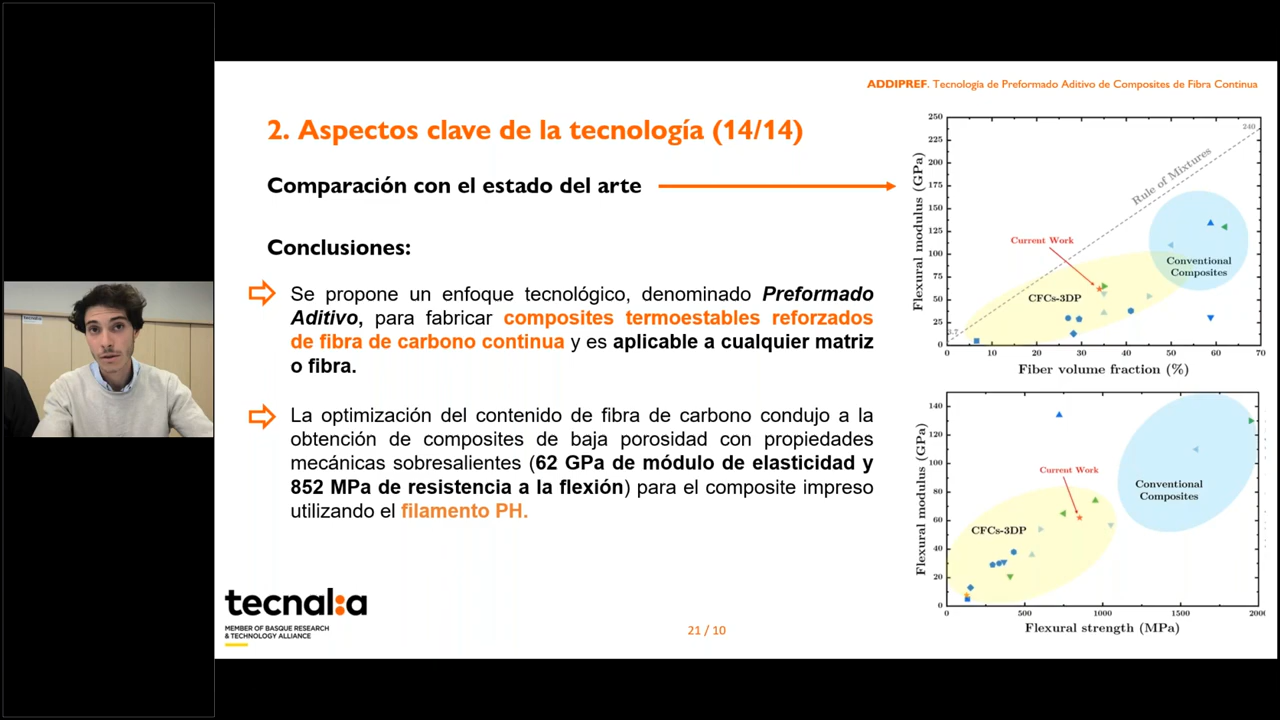 ADDIPREF. Tecnología de Preformado Aditivo de Composites de Fibra Continua
2. Aspectos clave de la tecnología (14/14)
Comparación con el estado del arte
Conclusiones:
Se propone un enfoque tecnológico, denominado Preformado
Aditivo, para fabricar composites termoestables reforzados
de fibra de carbono continua y es aplicable a cualquier matriz
o fibra.
La optimización del contenido de fibra de carbono condujo a la
obtención de composites de baja porosidad con propiedades
mecánicas sobresalientes (62 GPa de módulo de elasticidad y
852 MPa de resistencia a la flexión) para el composite impreso
utilizando el filamento PH.
tecnal:a
MEMBER OF BASQUE RESEARCH
& TECHNOLOGY ALLIANCE
21 / 10
Flexural modulus (GPa)
250
225
200
175
150
125
100
75
50
25
0
240
Rule of Mixtures
Current Work
Conventional
Composites
CFCs-3DP
0
10
20
30
40
50
60
70
Fiber volume fraction (%)
Flexural modulus (GPa)
140
120
100
80
60
40
20
0
Current Work
Conventional
Composites
CFCs-3DP
0
500
1000
1500
2000
Flexural strength (MPa)